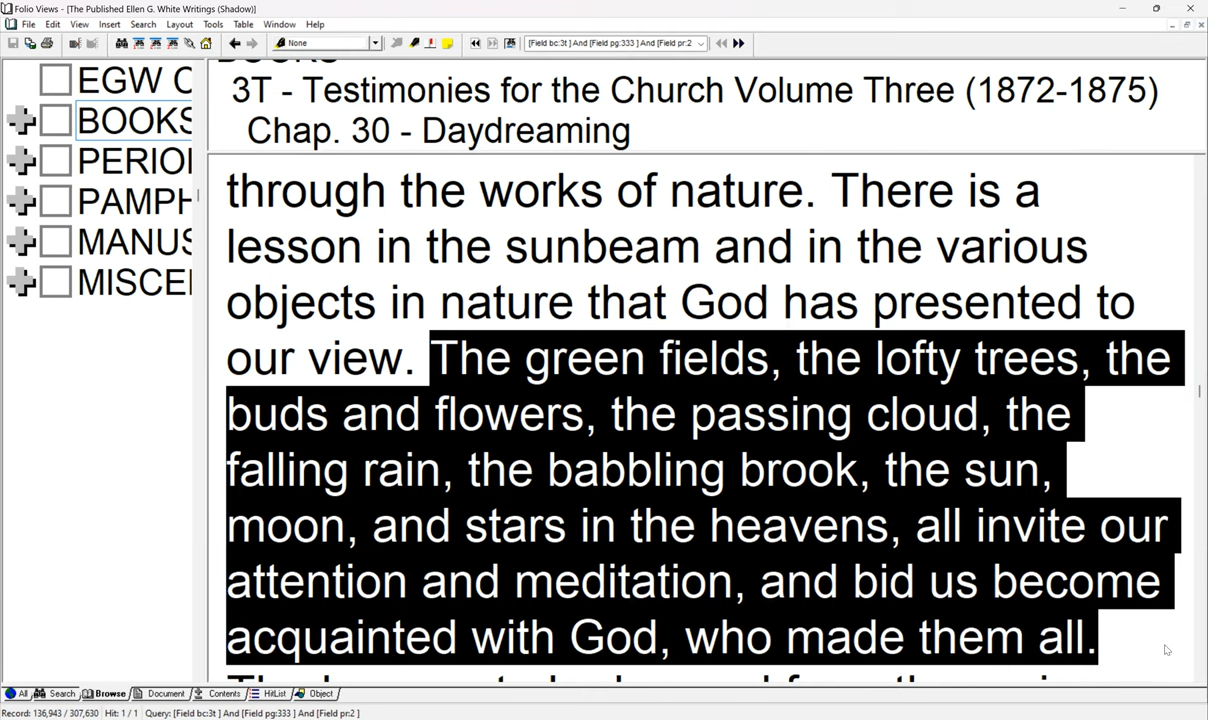 Folio Views - [The Published Ellen G. White Writings (Shadow)]
File Edit View Insert Search Layout Tools Table Window Help
None
[Field bc:3t ] And [Field pg:333 ] And [Field pr:2
EGW C
BOOKS
PERIO
PAMPH
MANUS
MISCEL
3T - Testimonies for the Church Volume Three (1872-1875)
Chap. 30 - Daydreaming
through the works of nature. There is a
lesson in the sunbeam and in the various
objects in nature that God has presented to
our view. The green fields, the lofty trees, the
buds and flowers, the passing cloud, the
falling rain, the babbling brook, the sun,
moon, and stars in the heavens, all invite our
attention and meditation, and bid us become
acquainted with God, who made them all.
All Search Browse Document Contents HitList Object
Record: 136,943 / 307,630 Hit: 1 / 1 Query: [Field bc:3t ] And [Field pg:333 ] And [Field pr:2 ]